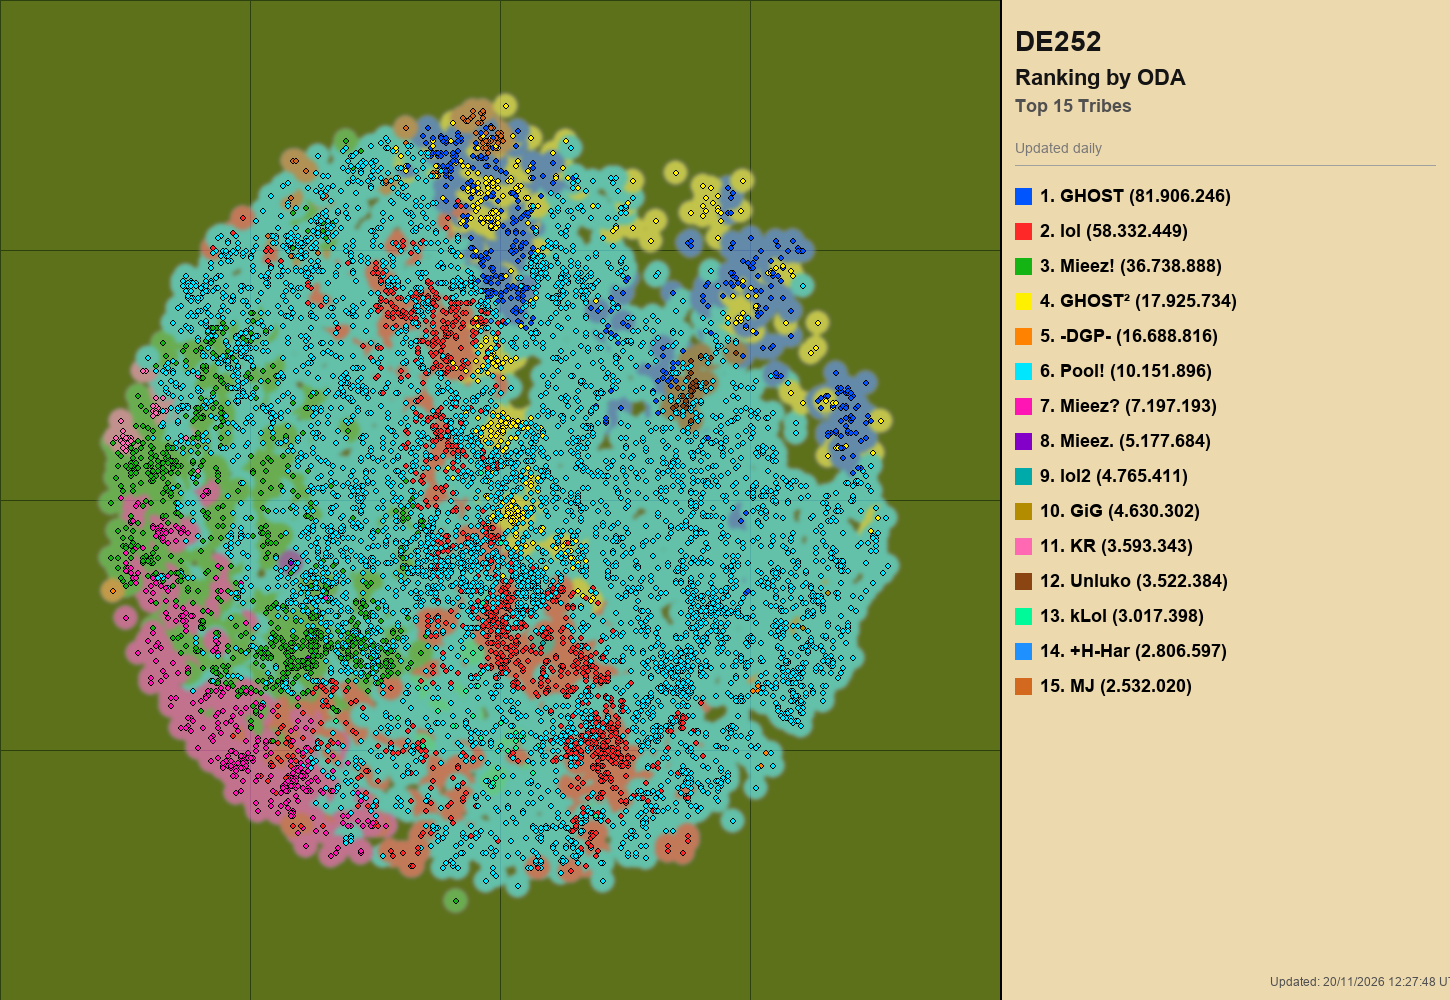 DE252
Ranking by ODA
Top 15 Tribes
Updated daily
1. GHOST (81.906.246)
2. lol (58.332.449)
3. Mieez! (36.738.888)
4. GHOST² (17.925.734)
5. -DGP- (16.688.816)
6. Pool! (10.151.896)
7. Mieez? (7.197.193)
8. Mieez. (5.177.684)
9. lol2 (4.765.411)
10. GiG (4.630.302)
11. KR (3.593.343)
12. Unluko (3.522.384)
13. kLol (3.017.398)
14. +H-Har (2.806.597)
15. MJ (2.532.020)
Updated: 20/11/2026 12:27:48